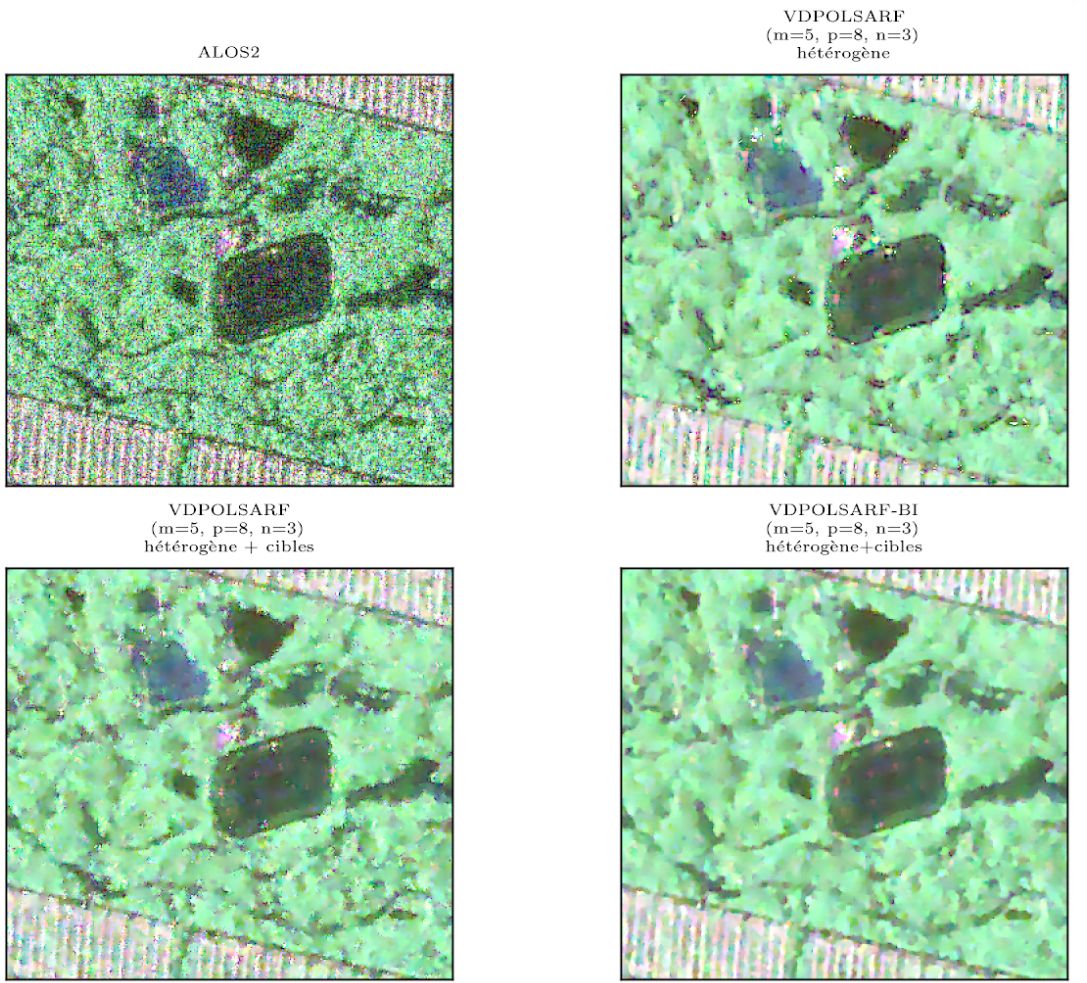 ALOS2
VDPOLSARF
(m=5, p=8, n=3)
hétérogène
VDPOLSARF
(m=5, p=8, n=3)
hétérogène + cibles
VDPOLSARF-BI
(m=5, p=8, n=3)
hétérogène+cibles